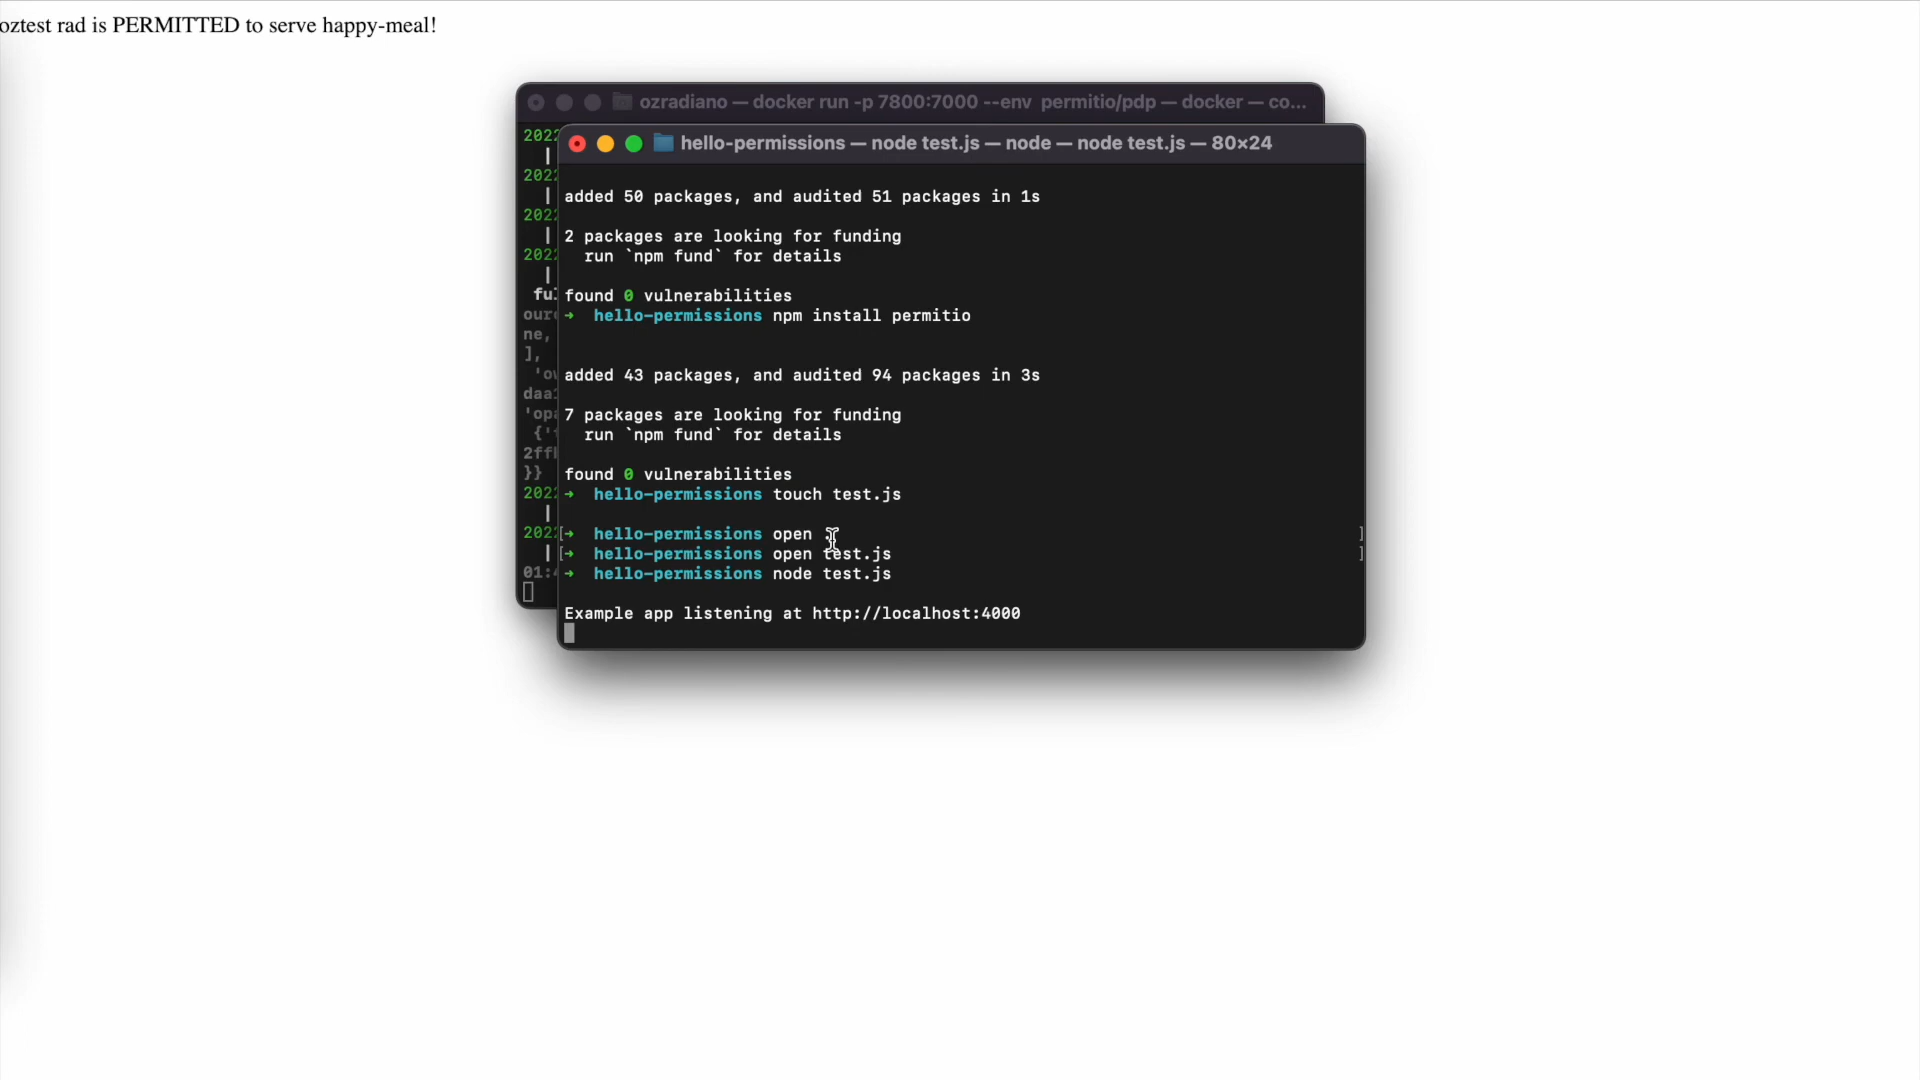 oztest rad is PERMITTED to serve happy-meal!
ozradiano — docker run -p 7800:7000 --env  permitio/pdp — docker — co...
hello-permissions — node test.js — node — node test.js — 80×24
added 50 packages, and audited 51 packages in 1s
2 packages are looking for funding
run `npm fund` for details
found 0 vulnerabilities
➜ hello-permissions npm install permitio
added 43 packages, and audited 94 packages in 3s
7 packages are looking for funding
run `npm fund` for details
found 0 vulnerabilities
➜ hello-permissions touch test.js
[➜ hello-permissions open . ]
[➜ hello-permissions open test.js ]
➜ hello-permissions node test.js
Example app listening at http://localhost:4000